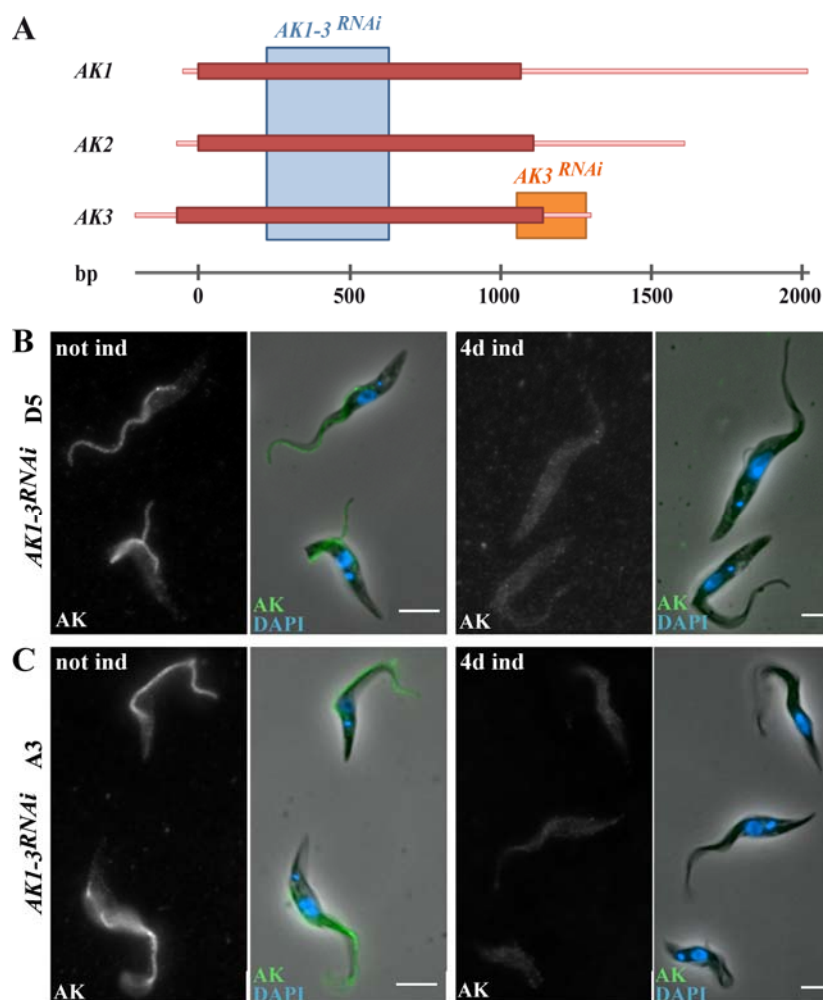 A
AK1-3 RNAi
AK1
AK2
AK3 RNAi
AK3
bp
0 500 1000 1500 2000
B
not ind
4d ind
AK1-3RNAi D5
AK
AK
DAPI
AK
AK
DAPI
C
not ind
4d ind
AK1-3RNAi A3
AK
AK
DAPI
AK
AK
DAPI